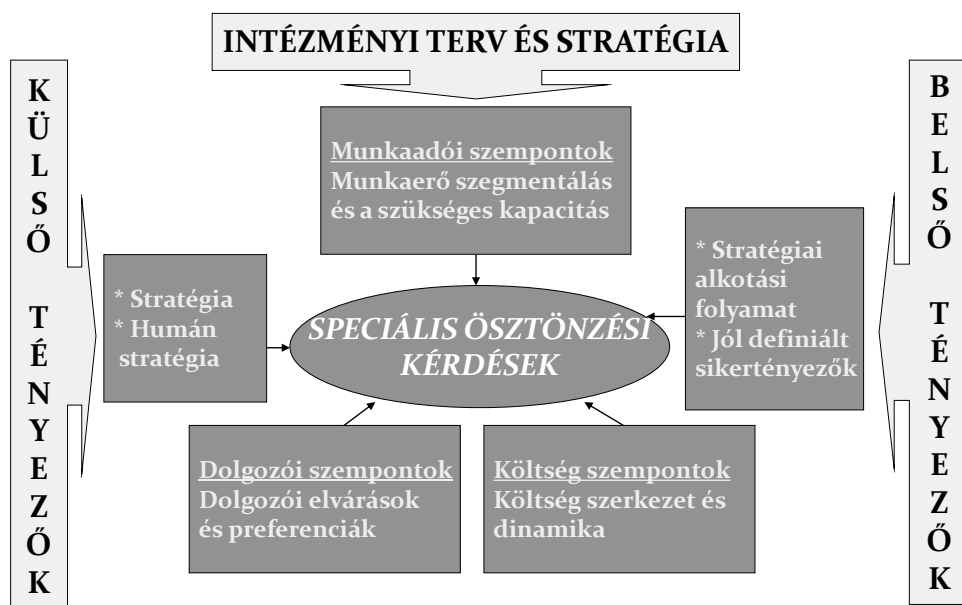 INTÉZMÉNYI TERV ÉS STRATÉGIA
KÜLSŐ TÉNYEZŐK
Munkaadói szempontok
Munkaerő szegmentálás
és a szükséges kapacitás
* Stratégia
* Humán
stratégia
SPECIÁLIS ÖSZTÖNZÉSI
KÉRDÉSEK
* Stratégiai
alkotási
folyamat
* Jól definiált
sikertényezők
Dolgozói szempontok
Dolgozói elvárások
és preferenciák
Költség szempontok
Költség szerkezet és
dinamika
BELSŐ TÉNYEZŐK